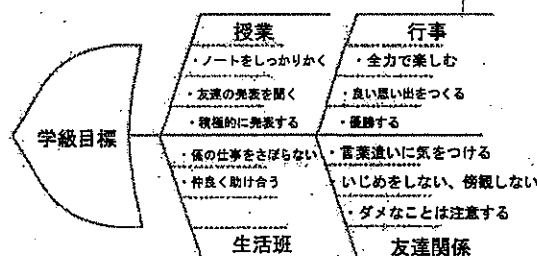 学級目標
授業
・ノートをしっかりかく
・友達の発表を聞く
・積極的に発表する
行事
・全力で楽しむ
・良い思い出をつくる
・優勝する
・係の仕事をさぼらない
・仲良く助け合う
生活班
・言葉遣いに気をつける
・いじめをしない、傍観しない
・ダメなことは注意する
友達関係